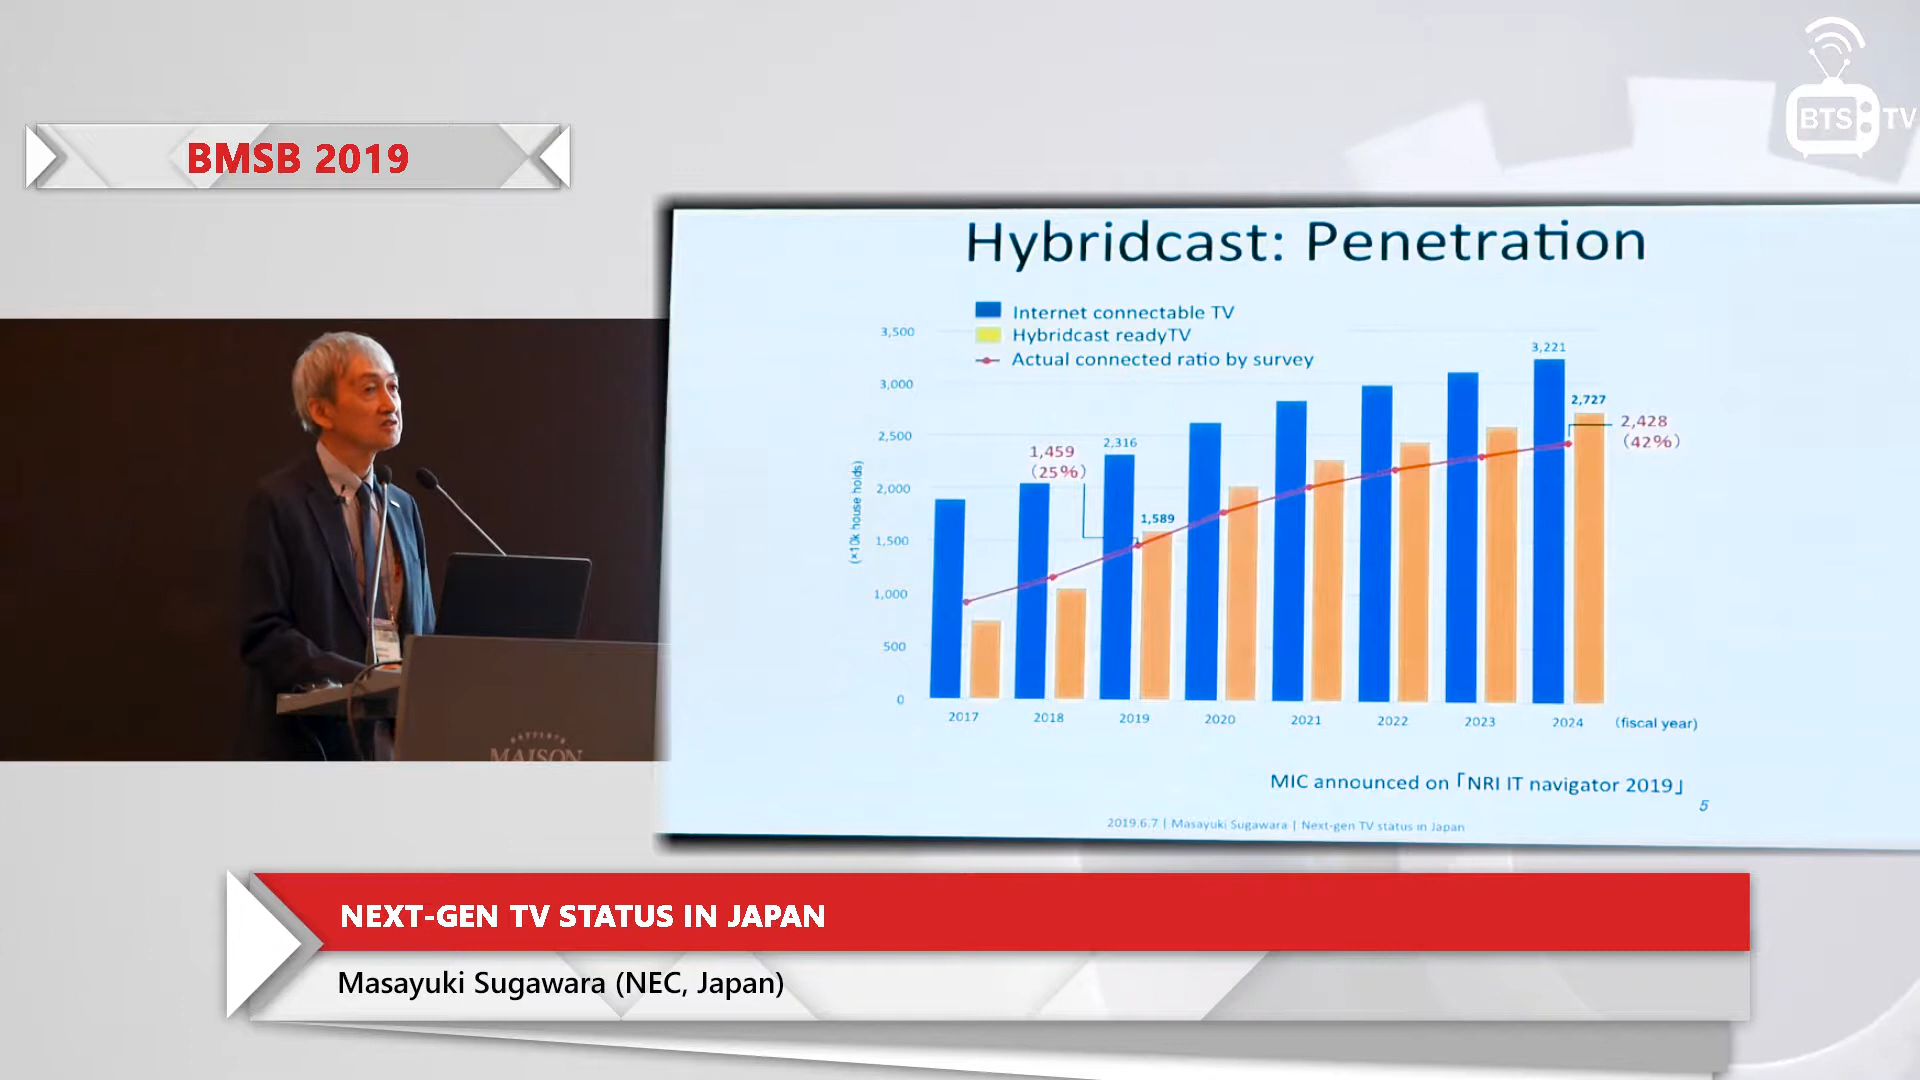 BTS TV
BMSB 2019
Hybridcast: Penetration
Internet connectable TV
Hybridcast readyTV
Actual connected ratio by survey
(×10k house holds)
3,500
3,000
2,500
2,000
1,500
1,000
500
0
1,459
(25%)
2,316
1,589
3,221
2,727
2,428
(42%)
2017 2018 2019 2020 2021 2022 2023 2024 (fiscal year)
MIC announced on「NRI IT navigator 2019」
5
2019.6.7 | Masayuki Sugawara | Next-gen TV status in Japan
MAISON
NEXT-GEN TV STATUS IN JAPAN
Masayuki Sugawara (NEC, Japan)